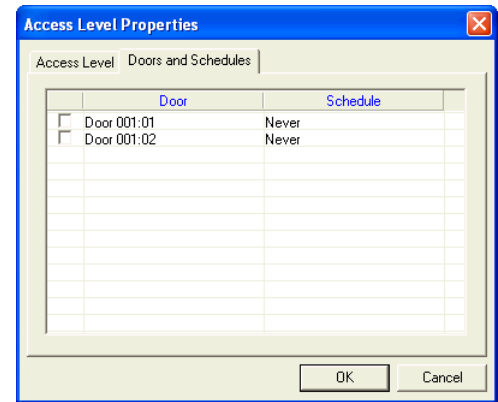 Access Level Properties
Access Level Doors and Schedules
Door Schedule
Door 001:01 Never
Door 001:02 Never
OK Cancel